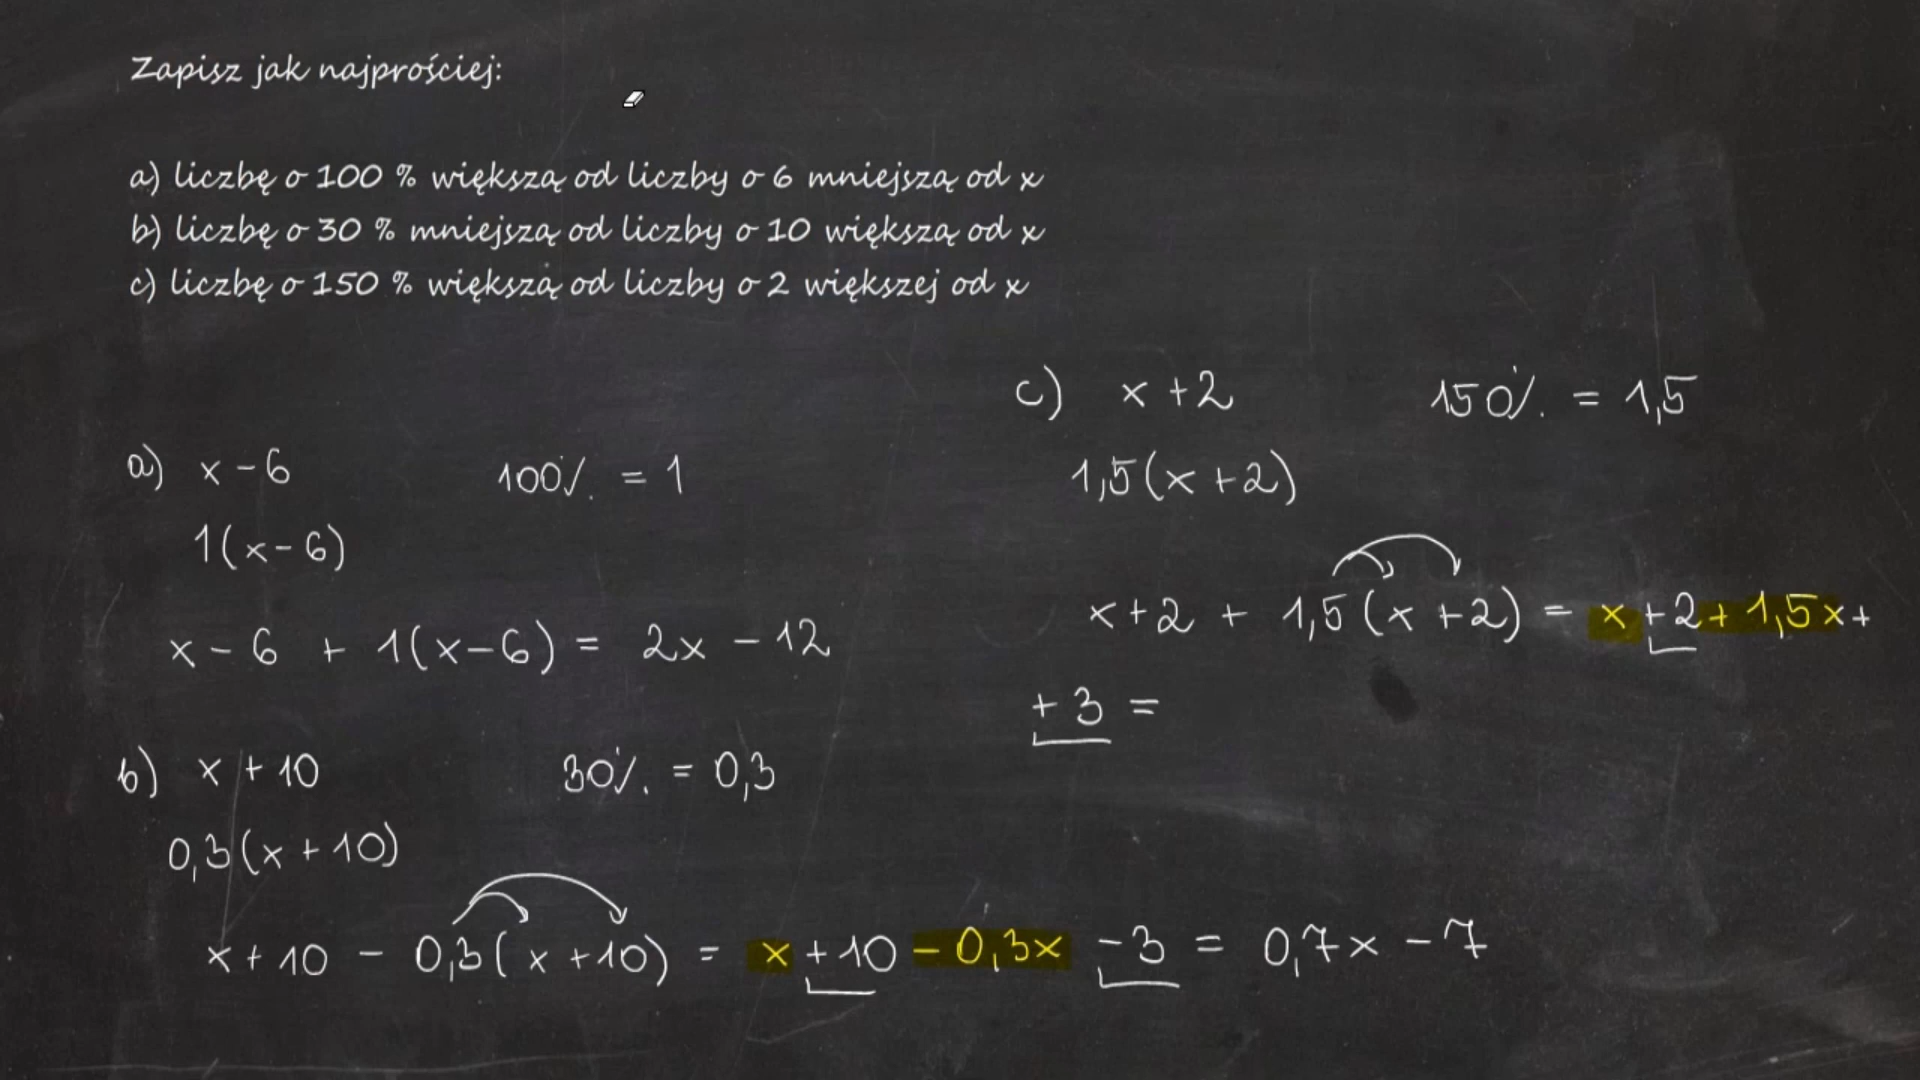 Zapisz jak najprościej:
a) liczbę o 100 % większą od liczby o 6 mniejszą od x
b) liczbę o 30 % mniejszą od liczby o 10 większą od x
c) liczbę o 150 % większą od liczby o 2 większej od x
a) x - 6 100% = 1
1(x - 6)
x - 6 + 1(x - 6) = 2x - 12
b) x + 10 30% = 0,3
0,3(x + 10)
x + 10 - 0,3(x + 10) = x + 10 - 0,3x - 3 = 0,7x - 7
c) x + 2 150% = 1,5
1,5(x + 2)
x + 2 + 1,5(x + 2) = x + 2 + 1,5x +
+ 3 =